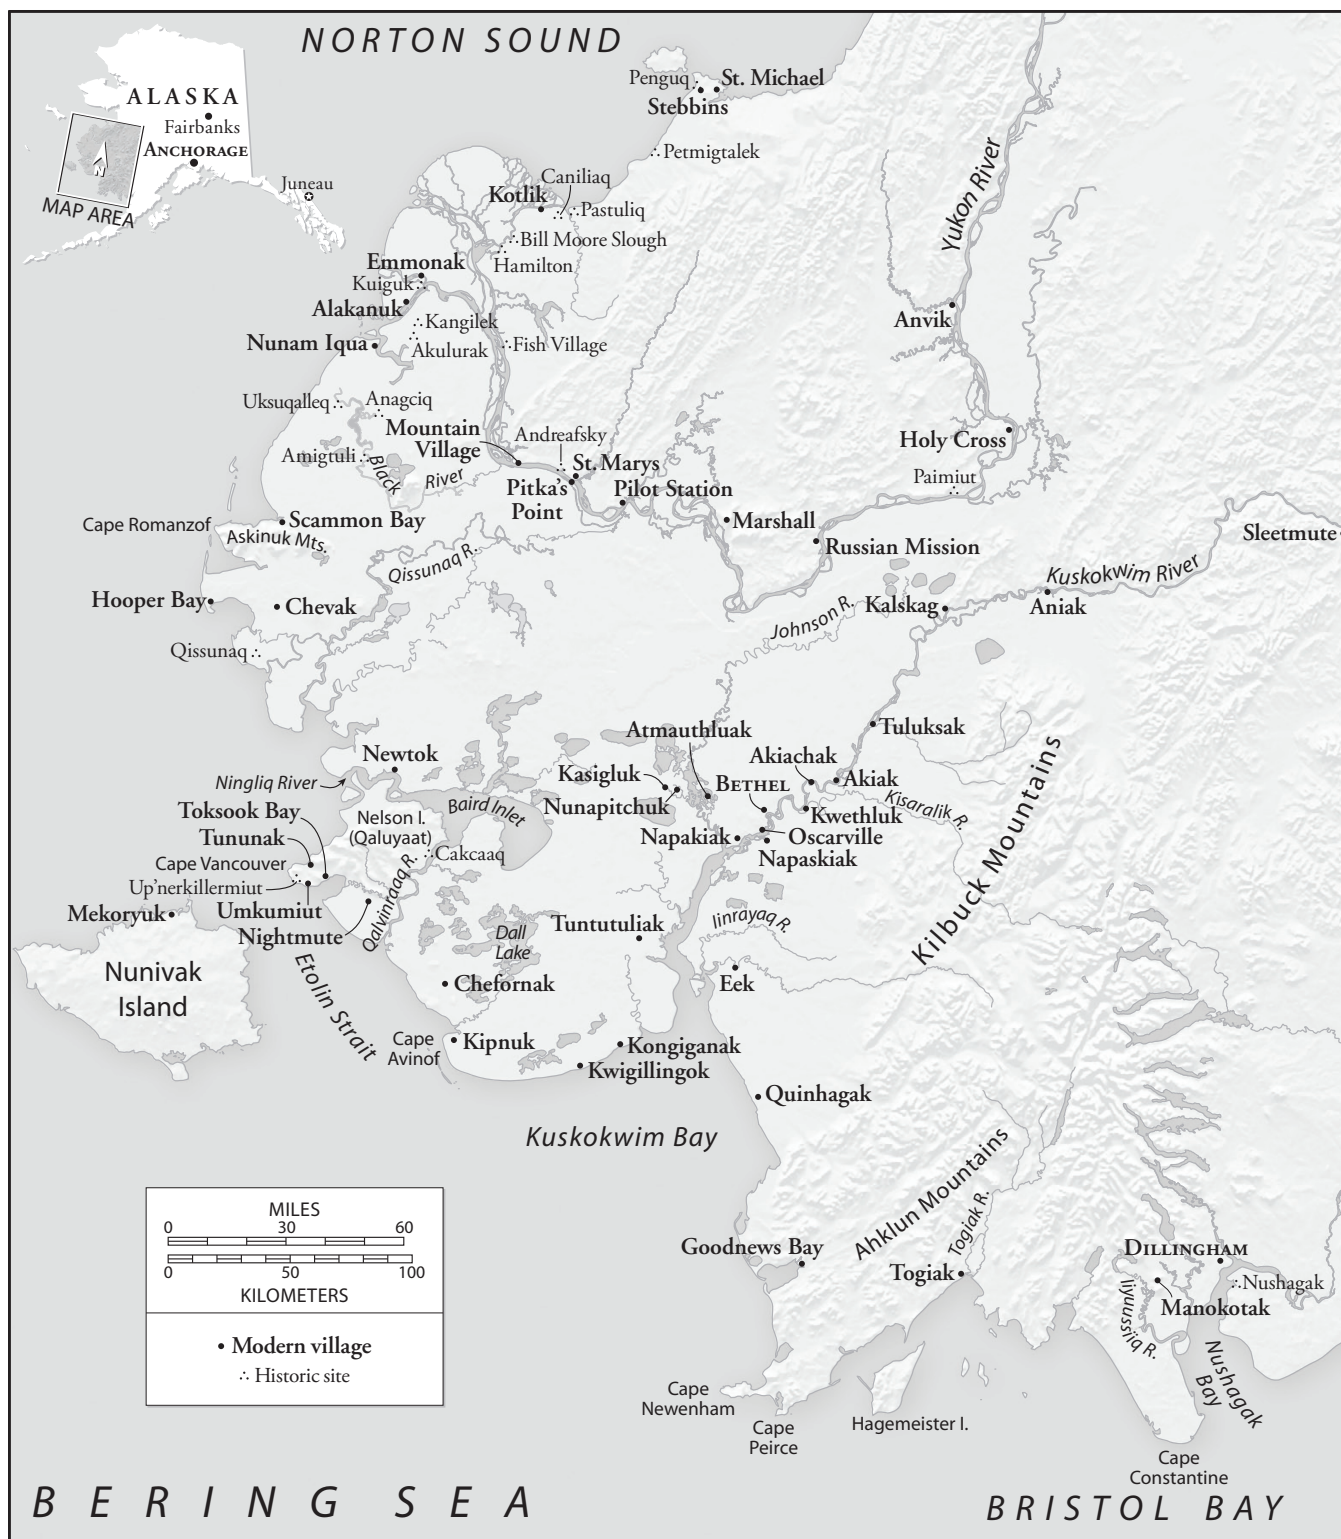 NORTON SOUND
ALASKA
Fairbanks
ANCHORAGE
Juneau
N
MAP AREA
Penguq
St. Michael
Stebbins
Petmigtalek
Caniliaq
Kotlik
Pastuliq
Bill Moore Slough
Hamilton
Yukon River
Emmonak
Kuiguk
Alakanuk
Kangilek
Akulurak
Nunam Iqua
Fish Village
Anvik
Uksuqalleq
Anagciq
Mountain
Village
Andreafsky
Holy Cross
Amigtuli
Black
River
St. Marys
Paimiut
Pitka's
Point
Pilot Station
Cape Romanzof
Scammon Bay
Askinuk Mts.
Marshall
Russian Mission
Sleetmute
Qissunaq R.
Kuskokwim River
Hooper Bay
Chevak
Johnson R.
Kalskag
Aniak
Qissunaq
Tuluksak
Atmauthluak
Newtok
Akiachak
Ningliq River
Kasigluk
BETHEL
Akiak
Toksook Bay
Baird Inlet
Nunapitchuk
Kisaralik R.
Nelson I.
(Qaluyaat)
Kwethluk
Tununak
Napakiak
Oscarville
Cape Vancouver
Cakcaaq
Napaskiak
Up'nerkillermiut
Kilbuck Mountains
Mekoryuk
Umkumiut
Qalvinraaq R.
Nightmute
Tuntutuliak
Iinrayaq R.
Dall
Lake
Nunivak
Island
Etolin Strait
Chefornak
Eek
Cape
Avinof
Kipnuk
Kongiganak
Kwigillingok
Quinhagak
Kuskokwim Bay
Ahklun Mountains
Togiak R.
MILES
0 30 60
0 50 100
KILOMETERS
Modern village
Historic site
Goodnews Bay
Togiak
DILLINGHAM
Nushagak
Manokotak
Iiyuussiiq R.
Nushagak
Bay
Cape
Newenham
Cape
Peirce
Hagemeister I.
Cape
Constantine
BERING SEA
BRISTOL BAY